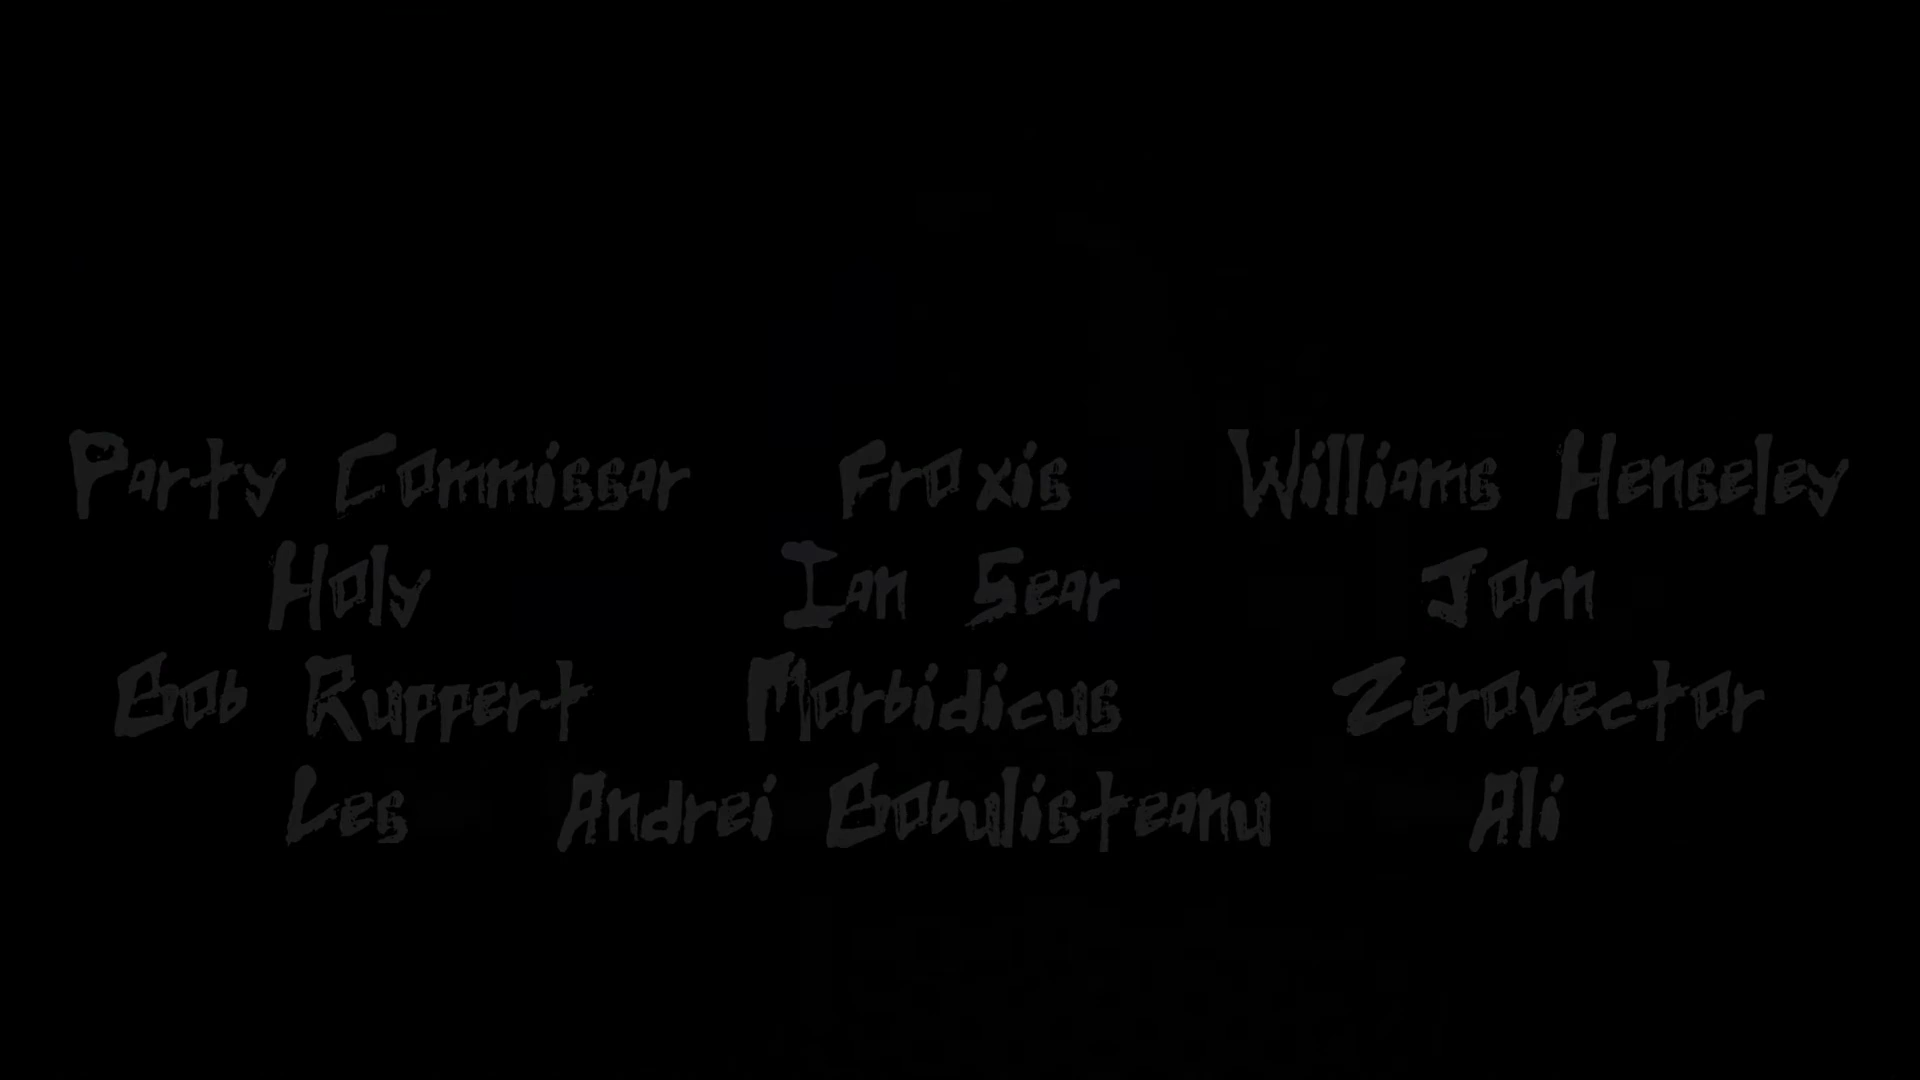 Party Commissar Froxis Williams Henseley
Holy Ian Sear Jorn
Bob Ruppert Morbidicus Zerovector
Les Andrei Bobulisteanu Ali